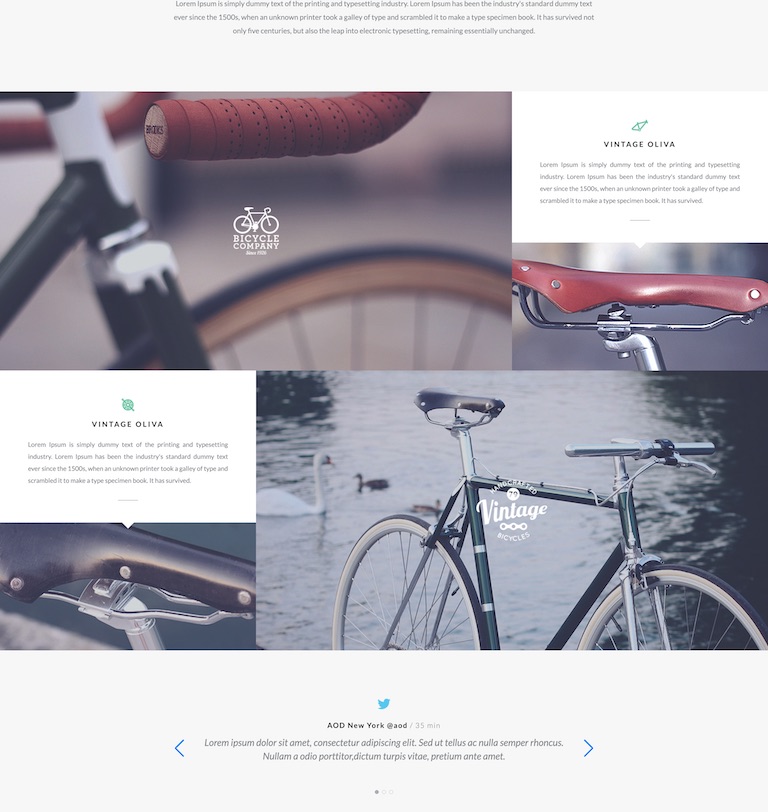 Lorem Ipsum is simply dummy text of the printing and typesetting industry. Lorem Ipsum has been the industry's standard dummy text
ever since the 1500s, when an unknown printer took a galley of type and scrambled it to make a type specimen book. It has survived not
only five centuries, but also the leap into electronic typesetting, remaining essentially unchanged.
BROOKS
BICYCLE
COMPANY
Since 1926
VINTAGE OLIVA
Lorem Ipsum is simply dummy text of the printing and typesetting
industry. Lorem Ipsum has been the industry's standard dummy text
ever since the 1500s, when an unknown printer took a galley of type and
scrambled it to make a type specimen book. It has survived.
VINTAGE OLIVA
Lorem Ipsum is simply dummy text of the printing and typesetting
industry. Lorem Ipsum has been the industry's standard dummy text
ever since the 1500s, when an unknown printer took a galley of type and
scrambled it to make a type specimen book. It has survived.
HANDCRAFTED
79
Vintage
BICYCLES
AOD New York @aod / 35 min
Lorem ipsum dolor sit amet, consectetur adipiscing elit. Sed ut tellus ac nulla semper rhoncus.
Nullam a odio porttitor,dictum turpis vitae, pretium ante amet.